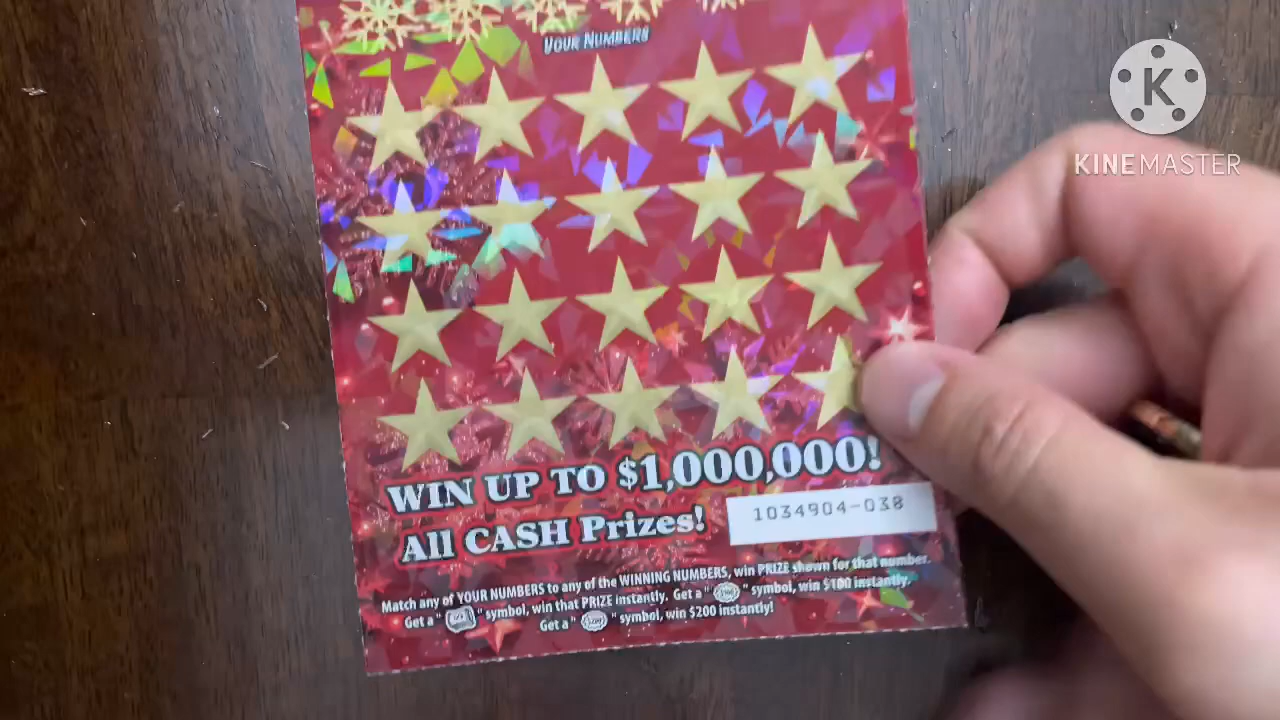 YOUR NUMBERS
K
KINEMASTER
WIN UP TO $1,000,000!
All CASH Prizes!
1034904-038
Match any of YOUR NUMBERS to any of the WINNING NUMBERS, win PRIZE shown for that number.
Get a " " symbol, win that PRIZE instantly. Get a " " symbol, win $100 instantly.
Get a " " symbol, win $200 instantly!